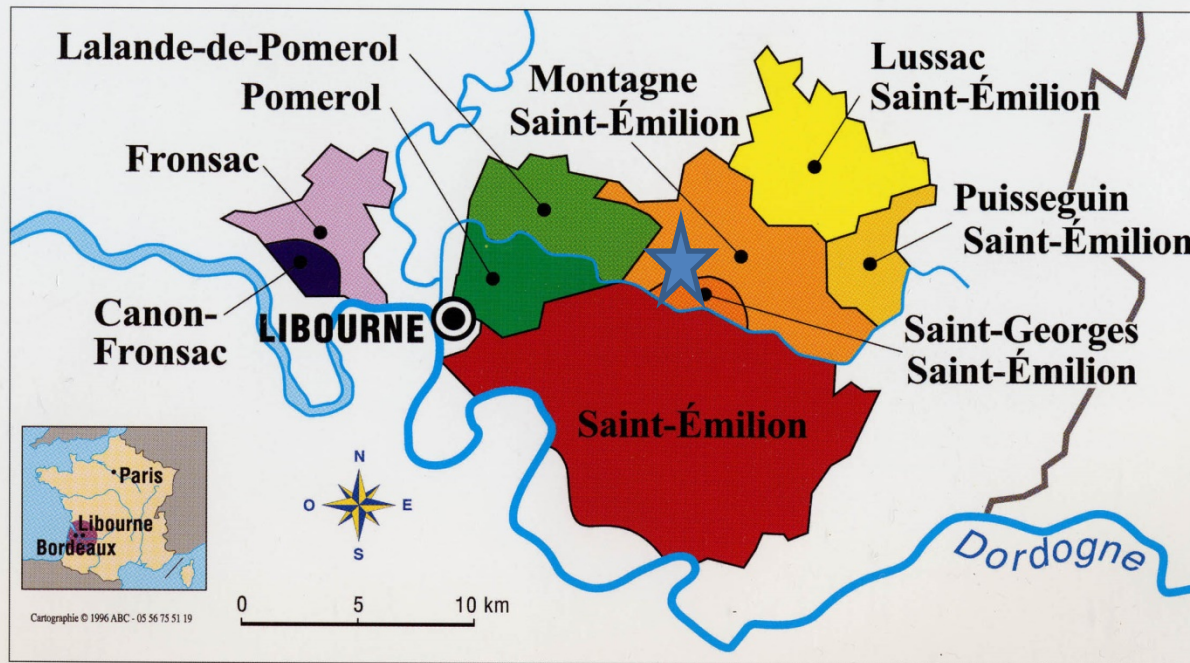 Lalande-de-Pomerol
Pomerol
Fronsac
Canon-
Fronsac
LIBOURNE
Montagne
Saint-Émilion
Lussac
Saint-Émilion
Puisseguin
Saint-Émilion
Saint-Georges
Saint-Émilion
Saint-Émilion
Dordogne
N
O
E
S
Paris
Libourne
Bordeaux
0
5
10 km
Cartographie © 1996 ABC - 05 56 75 51 19